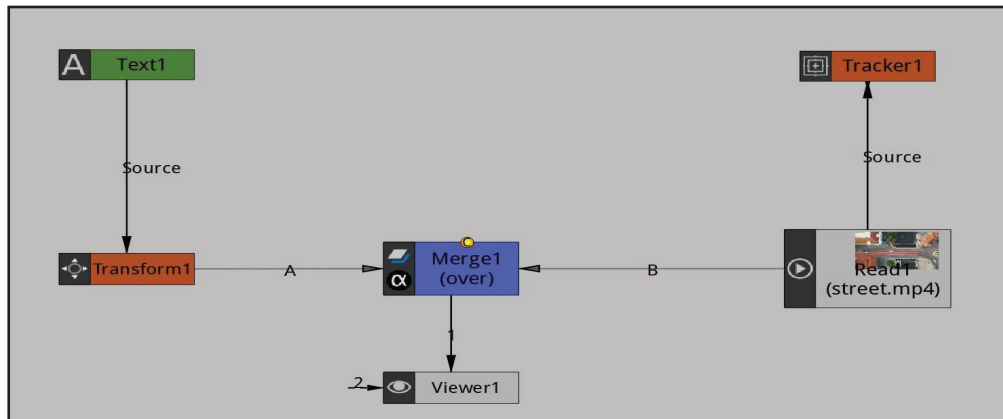 A Text1
Tracker1
Source
Source
Transform1
A
Merge1
(over)
α
B
Read1
(street.mp4)
1
2
Viewer1